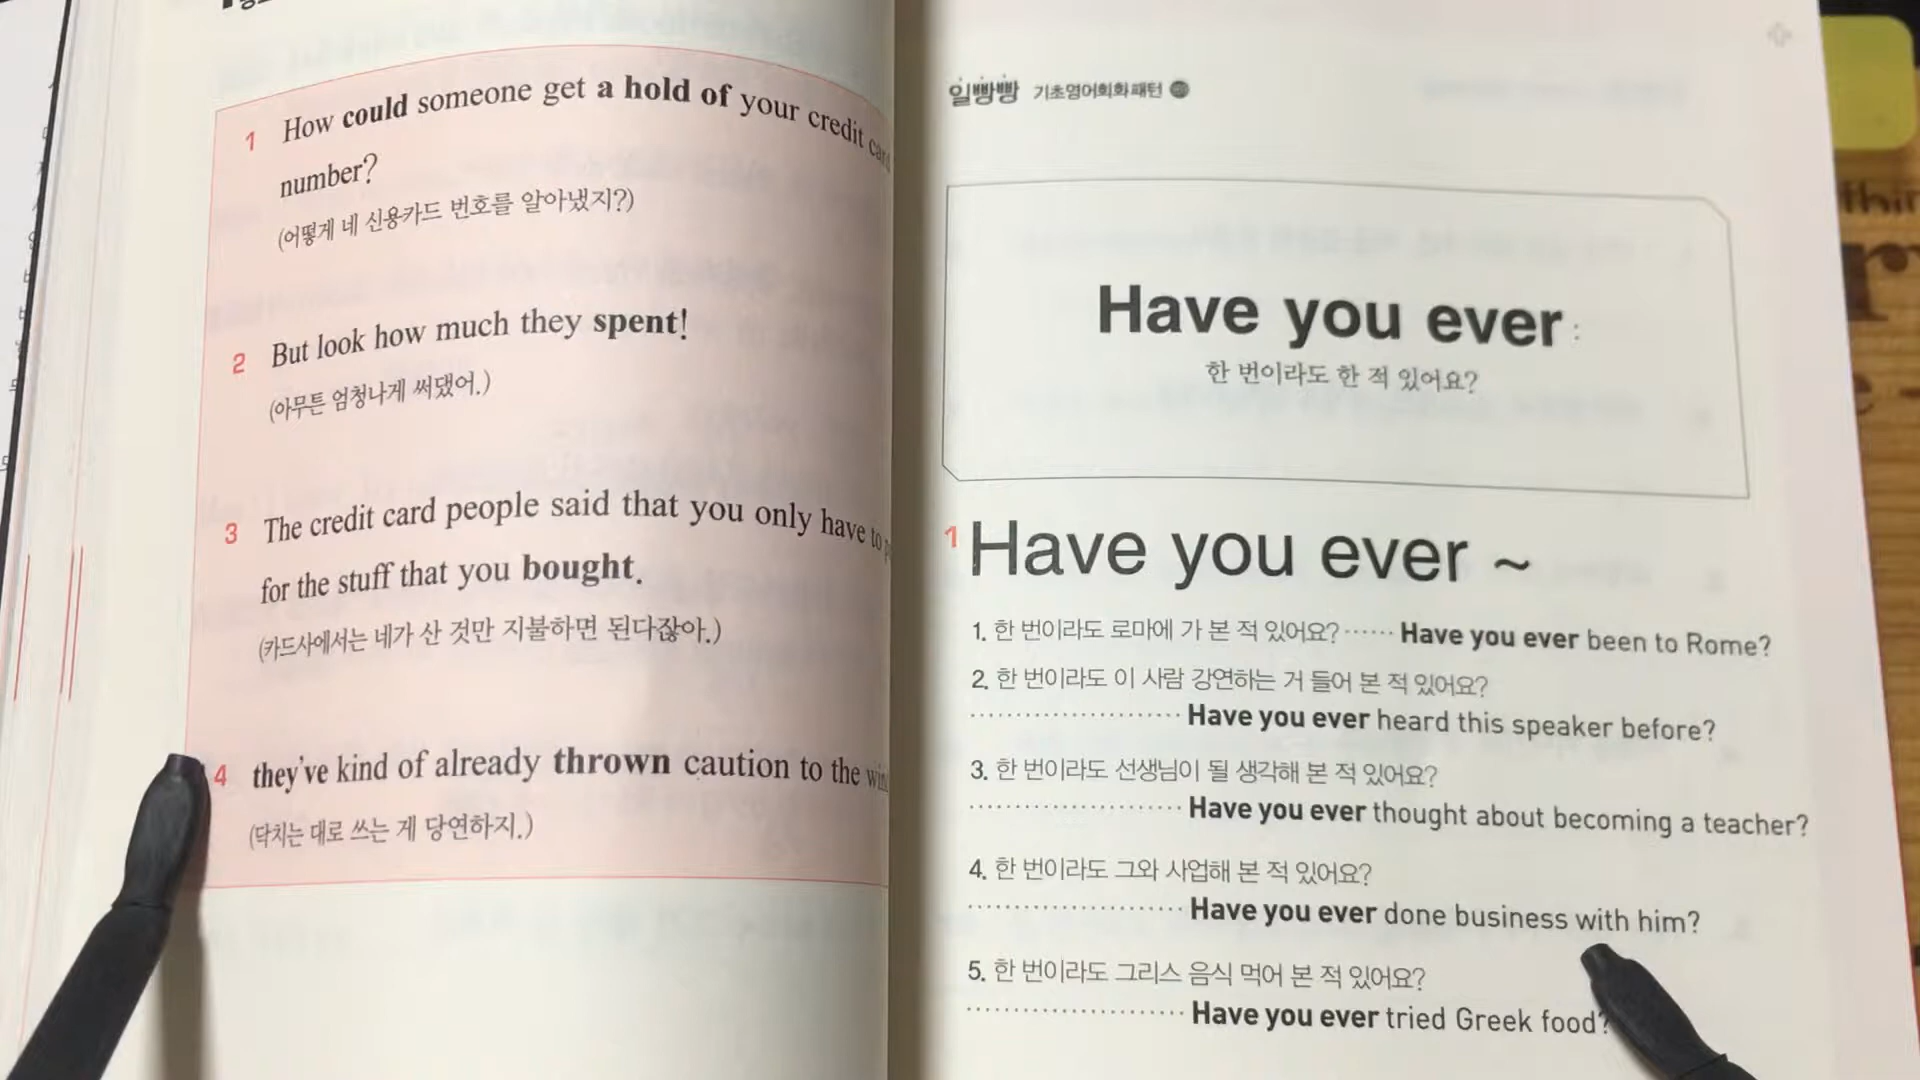 1 How could someone get a hold of your credit
number?
(어떻게 네 신용카드 번호를 알아냈지?)
2 But look how much they spent!
(아무튼 엄청나게 써댔어.)
3 The credit card people said that you only have to
for the stuff that you bought.
(카드사에서는 네가 산 것만 지불하면 된다잖아.)
4 they've kind of already thrown caution to the
(닥치는 대로 쓰는 게 당연하지.)
일빵빵 기초영어회화패턴
Have you ever
한 번이라도 한 적 있어요?
1 Have you ever ~
1. 한 번이라도 로마에 가 본 적 있어요? ······ Have you ever been to Rome?
2. 한 번이라도 이 사람 강연하는 거 들어 본 적 있어요?
······················ Have you ever heard this speaker before?
3. 한 번이라도 선생님이 될 생각해 본 적 있어요?
······················ Have you ever thought about becoming a teacher?
4. 한 번이라도 그와 사업해 본 적 있어요?
······················ Have you ever done business with him?
5. 한 번이라도 그리스 음식 먹어 본 적 있어요?
······················ Have you ever tried Greek food?